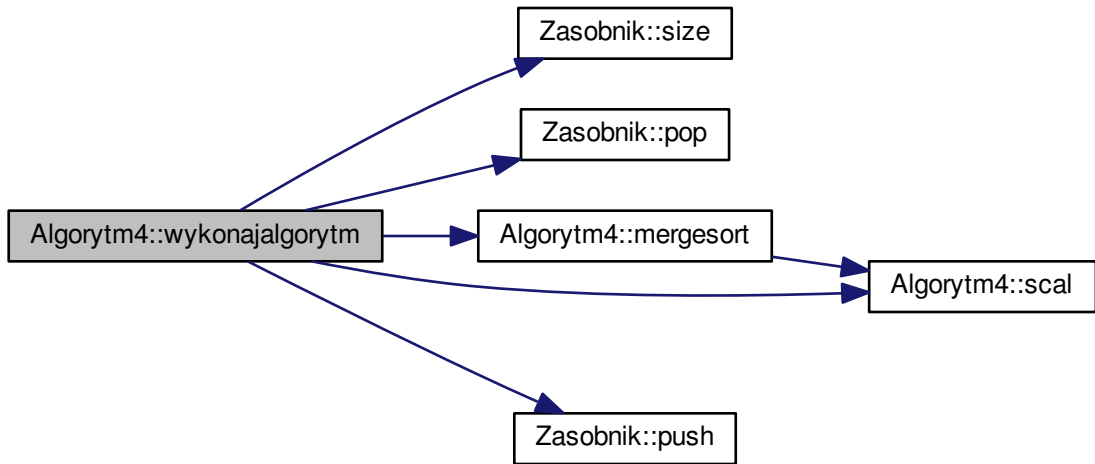 Zasobnik::size
Zasobnik::pop
Algorytm4::wykonajalgorytm
Algorytm4::mergesort
Algorytm4::scal
Zasobnik::push